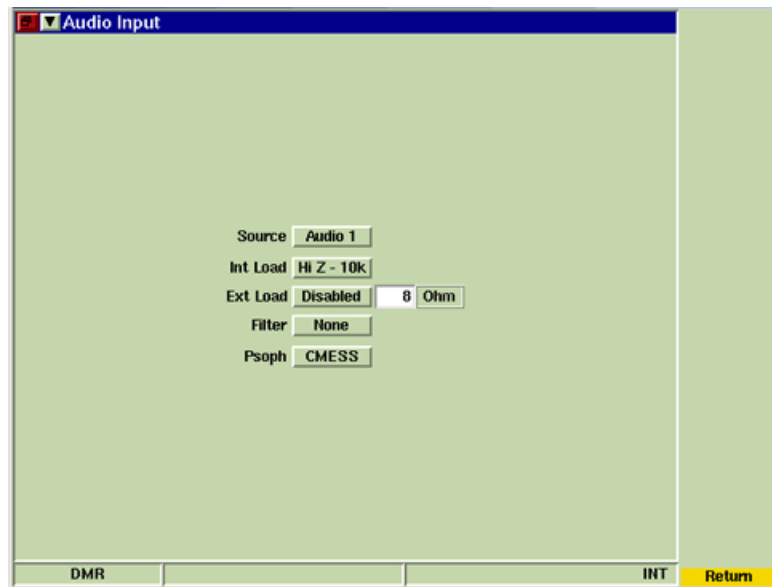 Audio Input
Source Audio 1
Int Load Hi Z - 10k
Ext Load Disabled 8 Ohm
Filter None
Psoph CMESS
DMR INT Return